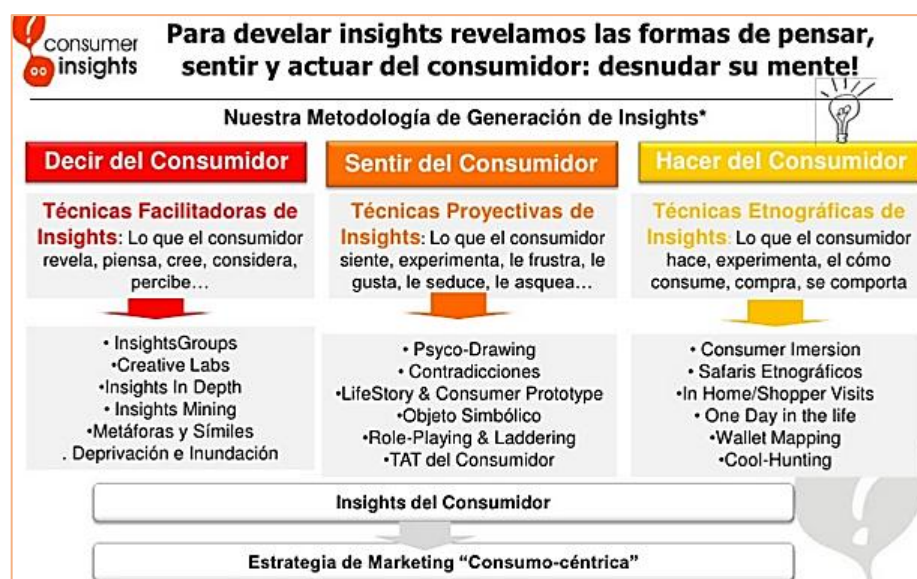 consumer
insights
Para develar insights revelamos las formas de pensar,
sentir y actuar del consumidor: desnudar su mente!
Nuestra Metodología de Generación de Insights*
Decir del Consumidor
Técnicas Facilitadoras de
Insights: Lo que el consumidor
revela, piensa, cree, considera,
percibe...
• InsightsGroups
• Creative Labs
•Insights In Depth
• Insights Mining
•Metáforas y Símiles
. Deprivación e Inundación
Sentir del Consumidor
Técnicas Proyectivas de
Insights: Lo que el consumidor
siente, experimenta, le frustra, le
gusta, le seduce, le asquea...
• Psyco-Drawing
• Contradicciones
•LifeStory & Consumer Prototype
• Objeto Simbólico
• Role-Playing & Laddering
• TAT del Consumidor
Hacer del Consumidor
Técnicas Etnográficas de
Insights: Lo que el consumidor
hace, experimenta, el cómo
consume, compra, se comporta
• Consumer Imersion
• Safaris Etnográficos
•In Home/Shopper Visits
• One Day in the life
•Wallet Mapping
•Cool-Hunting
Insights del Consumidor
Estrategia de Marketing “Consumo-céntrica”